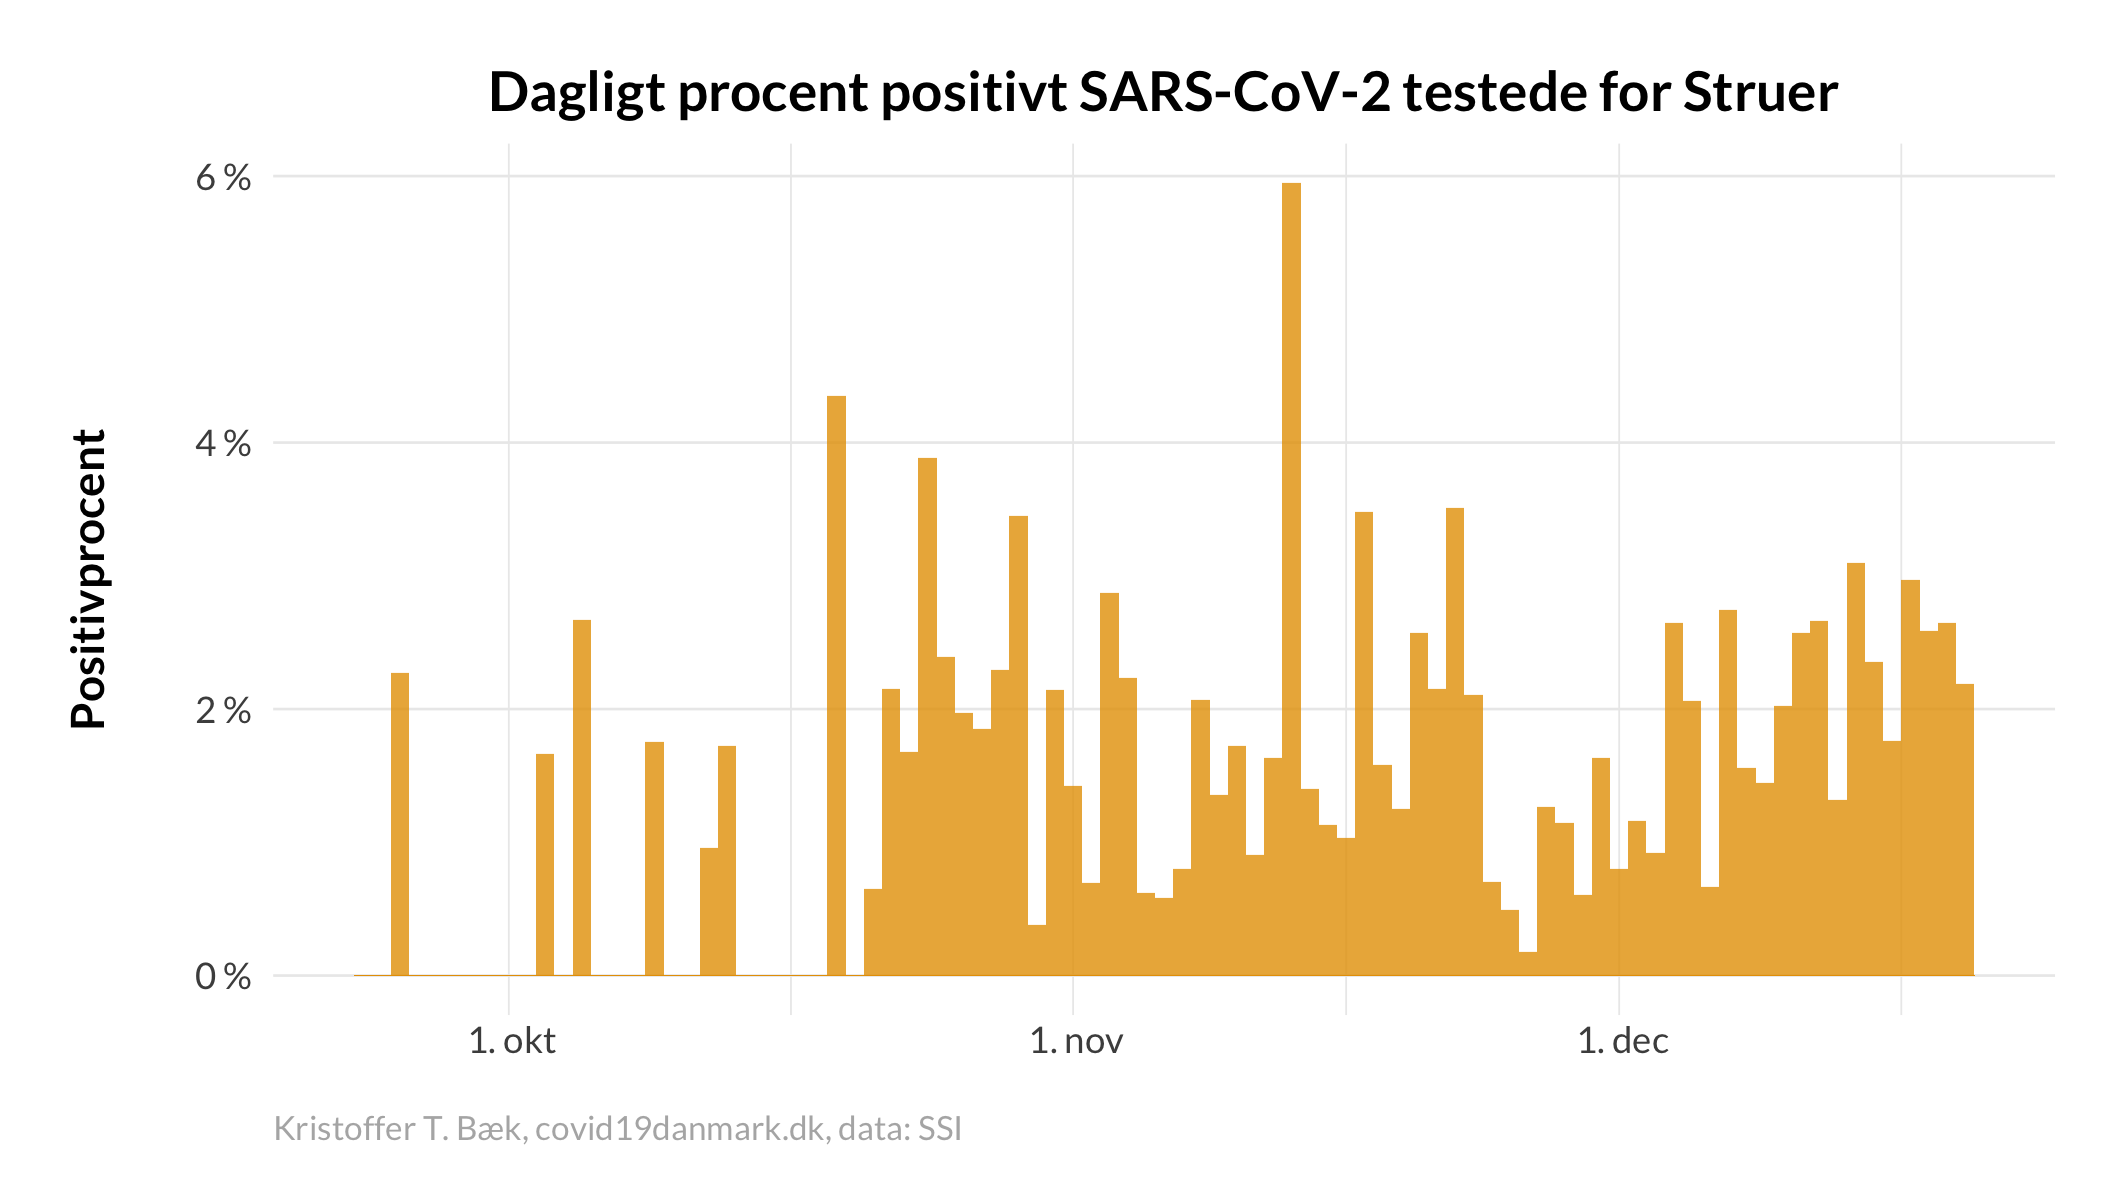 Dagligt procent positivt SARS-CoV-2 testede for Struer
Positivprocent
6 %
4 %
2 %
0 %
1. okt
1. nov
1. dec
Kristoffer T. Bæk, covid19danmark.dk, data: SSI